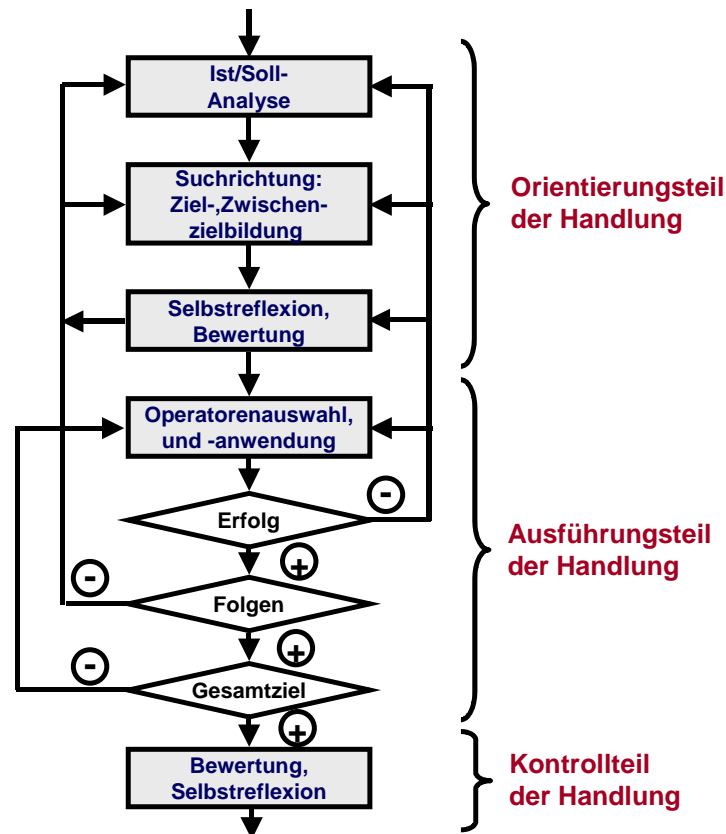 Ist/Soll-
Analyse
Suchrichtung:
Ziel-,Zwischen-
zielbildung
Orientierungsteil
der Handlung
Selbstreflexion,
Bewertung
Operatorenauswahl,
und -anwendung
-
Erfolg
+
Ausführungsteil
der Handlung
-
Folgen
+
-
Gesamtziel
+
Bewertung,
Selbstreflexion
Kontrollteil
der Handlung